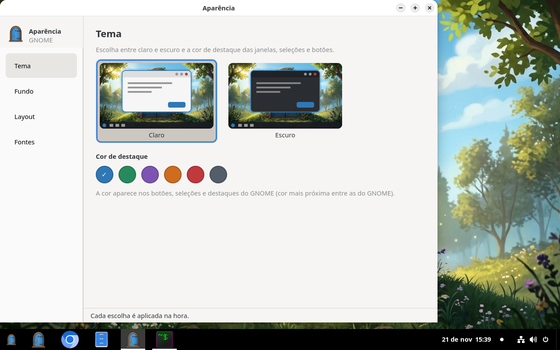 Aparência
Aparência
GNOME
Tema
Fundo
Layout
Fontes
Tema
Escolha entre claro e escuro e a cor de destaque das janelas, seleções e botões.
Claro
Escuro
Cor de destaque
A cor aparece nos botões, seleções e destaques do GNOME (cor mais próxima entre as do GNOME).
Cada escolha é aplicada na hora.
21 de nov 15:39